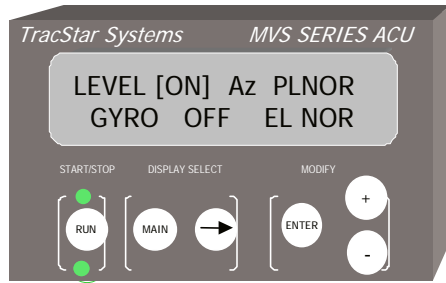 TracStar Systems MVS SERIES ACU
LEVEL [ON] Az PLNOR
GYRO OFF EL NOR
START/STOP DISPLAY SELECT MODIFY
RUN MAIN ENTER +
-